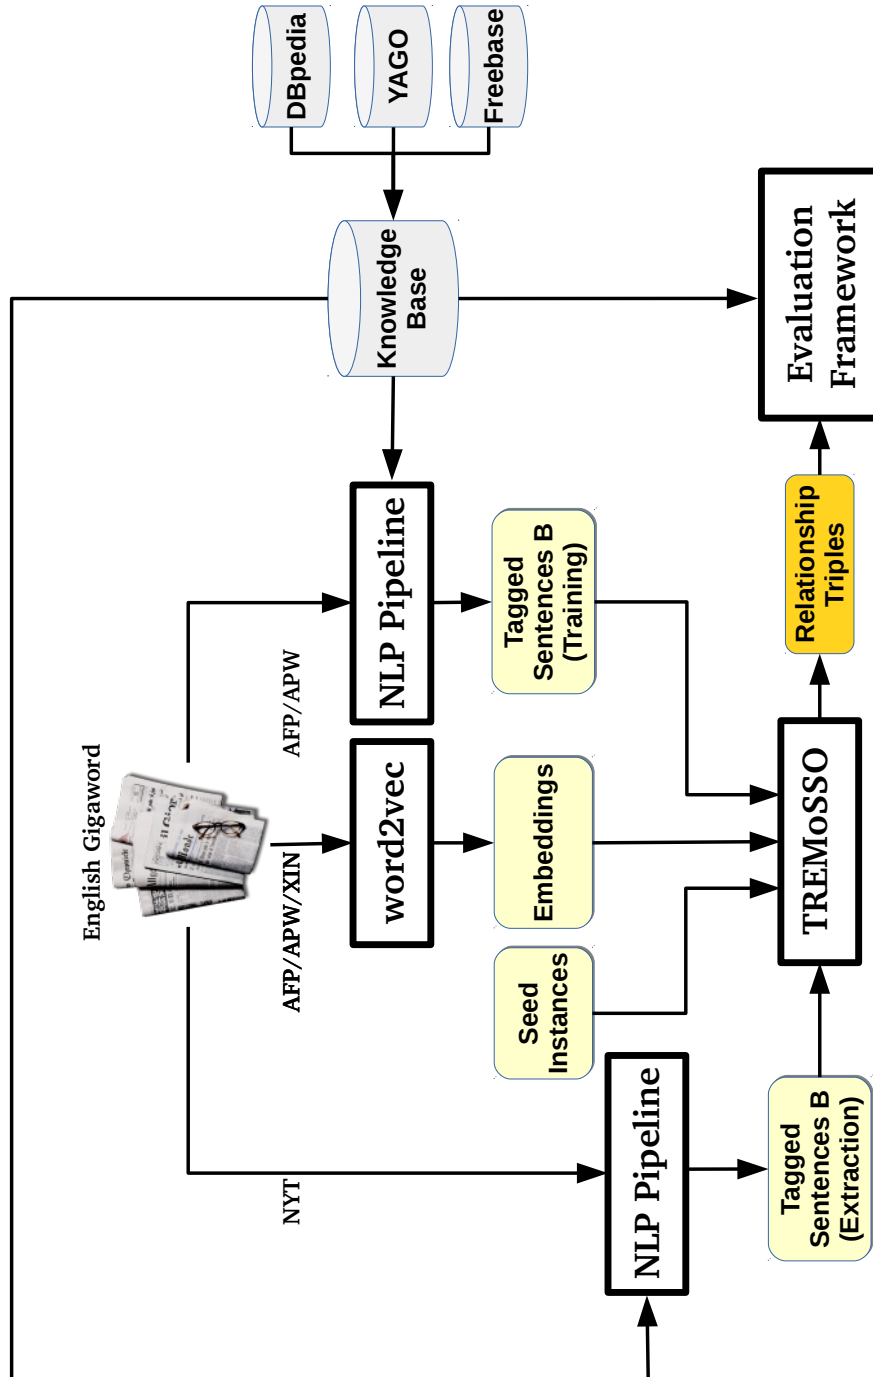 English Gigaword
NYT
AFP/APW/XIN
AFP/APW
DBpedia
YAGO
Freebase
Knowledge
Base
word2vec
NLP Pipeline
Seed
Instances
Embeddings
Tagged
Sentences B
(Training)
NLP Pipeline
Tagged
Sentences B
(Extraction)
TREMoSSO
Relationship
Triples
Evaluation
Framework